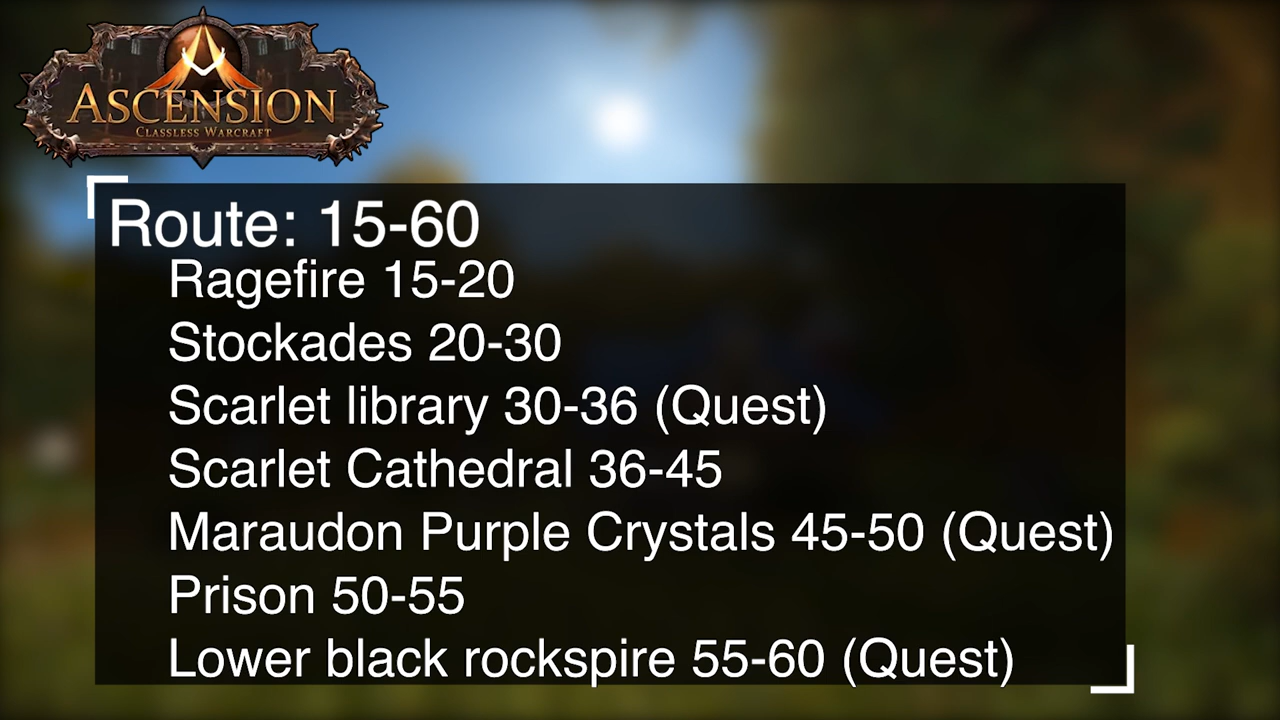 ASCENSION
CLASSLESS WARCRAFT
Route: 15-60
Ragefire 15-20
Stockades 20-30
Scarlet library 30-36 (Quest)
Scarlet Cathedral 36-45
Maraudon Purple Crystals 45-50 (Quest)
Prison 50-55
Lower black rockspire 55-60 (Quest)